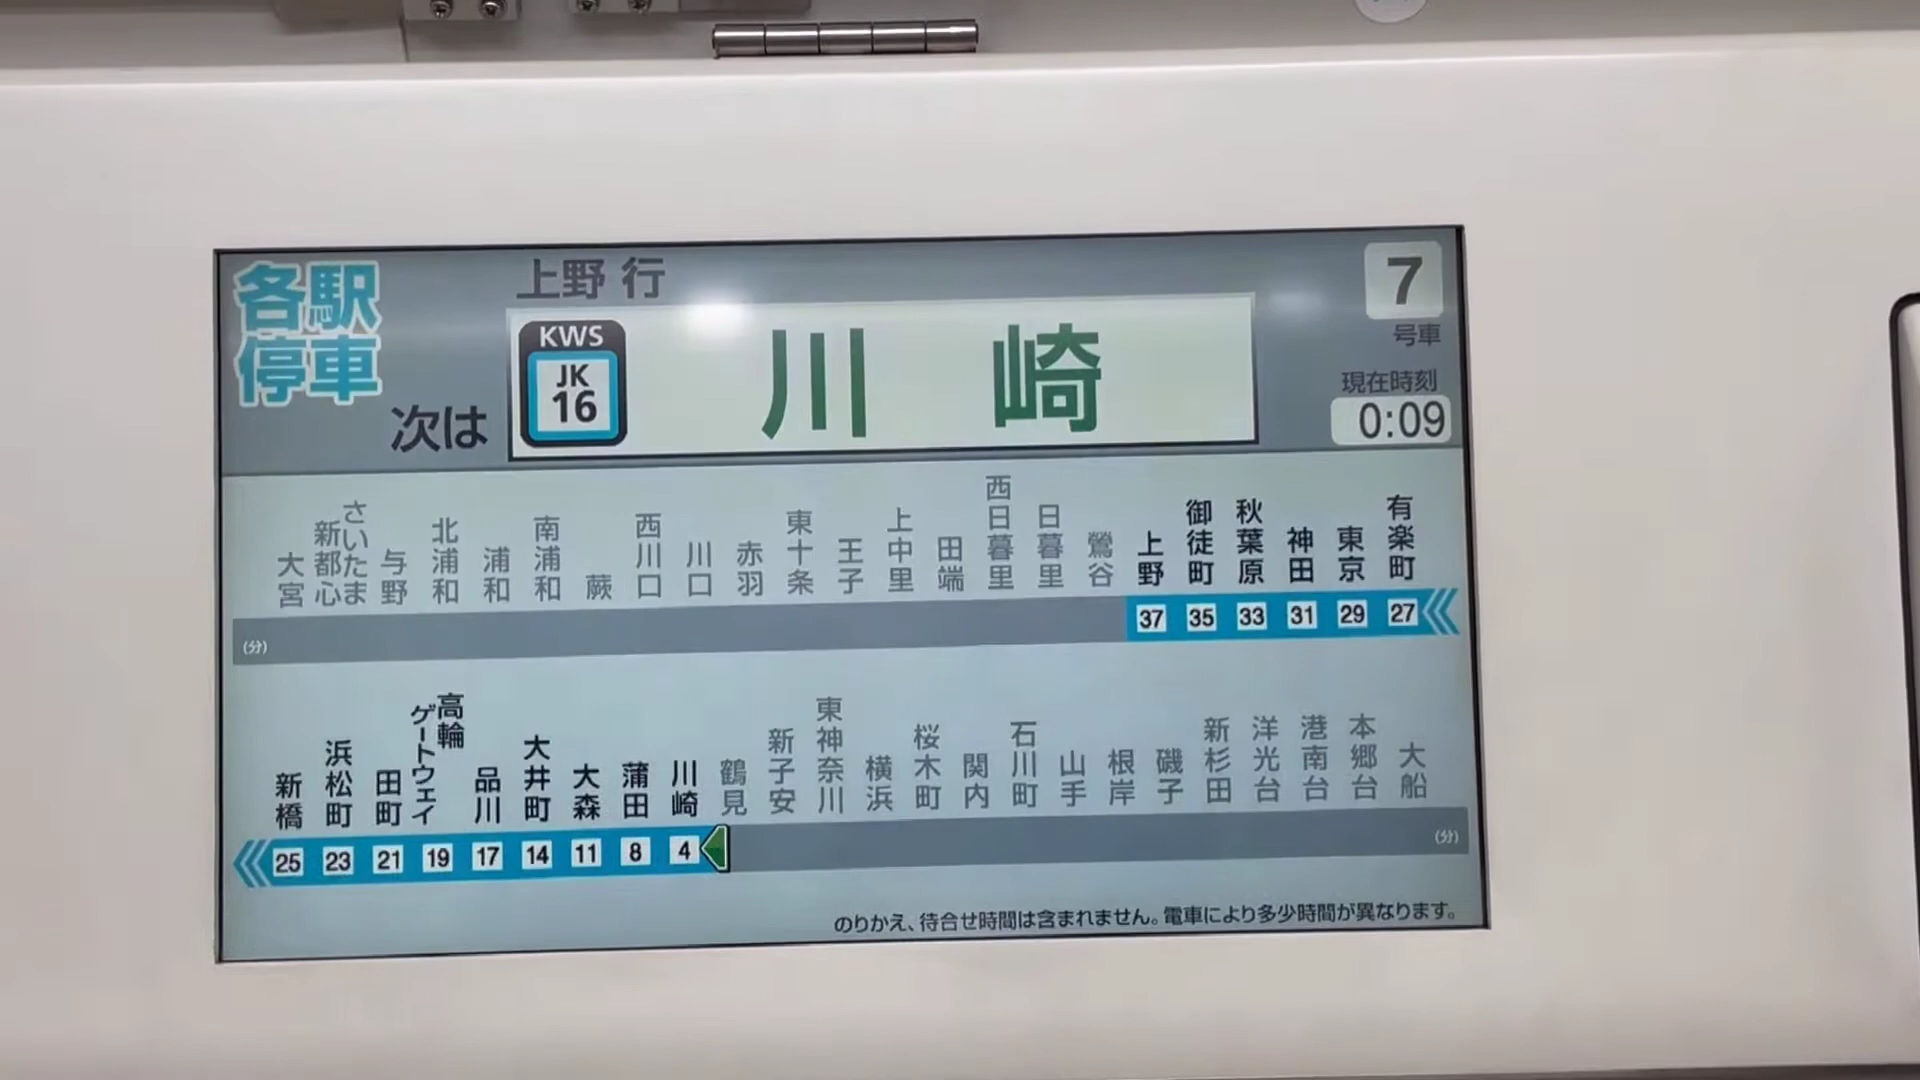 各駅停車
上野 行
7
号車
KWS
JK
16
川崎
次は
現在時刻
0:09
大宮 さいたま新都心 与野 北浦和 浦和 南浦和 蕨 西川口 川口 赤羽 東十条 王子 上中里 田端 西日暮里 日暮里 鶯谷 上野 御徒町 秋葉原 神田 東京 有楽町
(分) 37 35 33 31 29 27
新橋 浜松町 田町 高輪ゲートウェイ 品川 大井町 大森 蒲田 川崎 鶴見 新子安 東神奈川 横浜 桜木町 関内 石川町 山手 根岸 磯子 新杉田 洋光台 港南台 本郷台 大船
25 23 21 19 17 14 11 8 4 (分)
のりかえ、待合せ時間は含まれません。電車により多少時間が異なります。